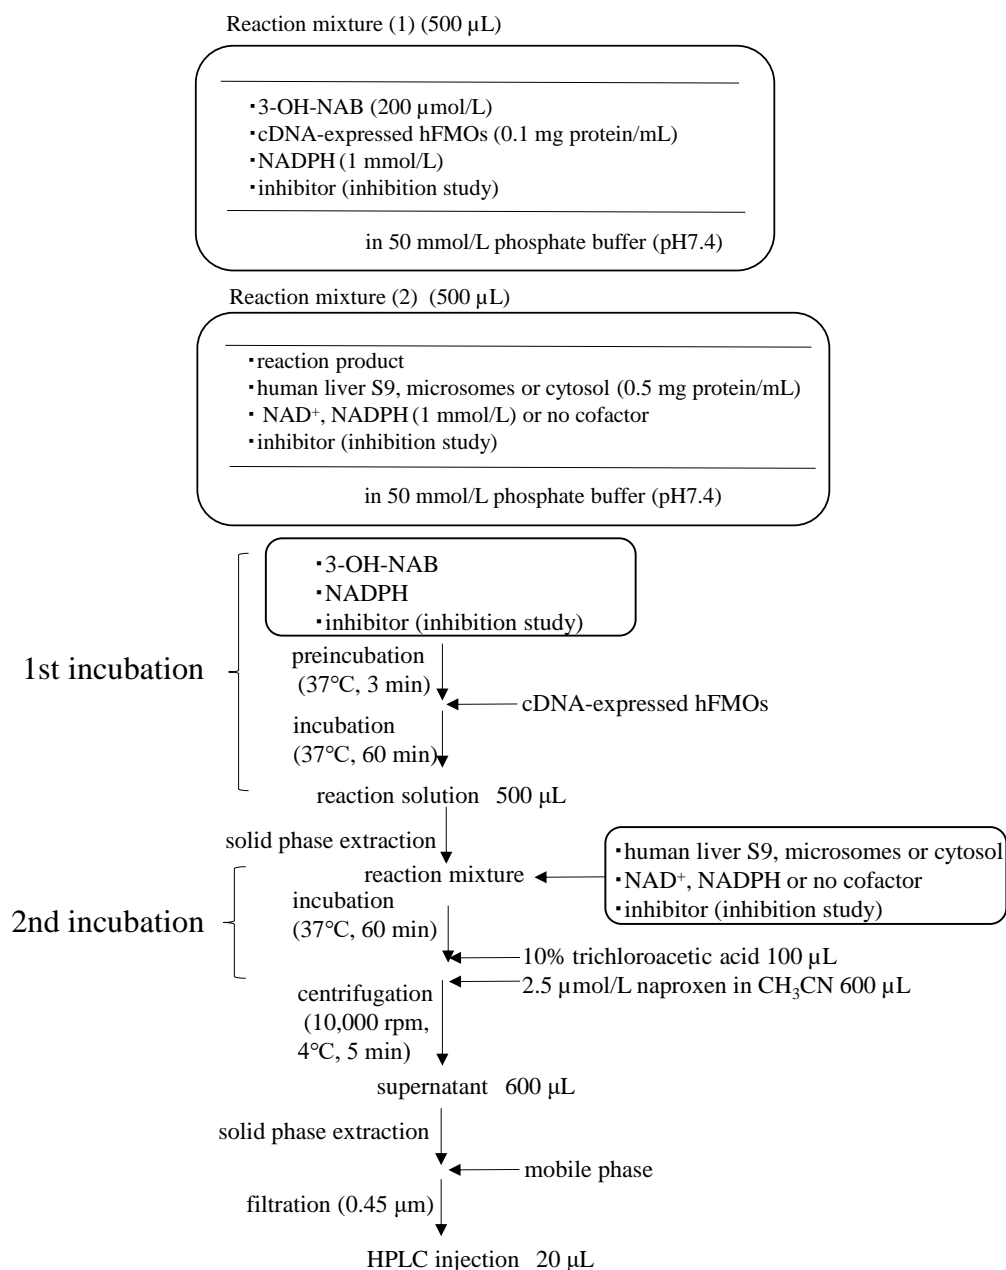 Reaction mixture (1) (500 µL)
・3-OH-NAB (200 µmol/L)
・cDNA-expressed hFMOs (0.1 mg protein/mL)
・NADPH (1 mmol/L)
・inhibitor (inhibition study)
in 50 mmol/L phosphate buffer (pH7.4)
Reaction mixture (2) (500 µL)
・reaction product
・human liver S9, microsomes or cytosol (0.5 mg protein/mL)
・ NAD⁺, NADPH (1 mmol/L) or no cofactor
・inhibitor (inhibition study)
in 50 mmol/L phosphate buffer (pH7.4)
・3-OH-NAB
・NADPH
・inhibitor (inhibition study)
1st incubation
preincubation
(37℃, 3 min)
cDNA-expressed hFMOs
incubation
(37℃, 60 min)
reaction solution 500 µL
solid phase extraction
・human liver S9, microsomes or cytosol
・NAD⁺, NADPH or no cofactor
・inhibitor (inhibition study)
reaction mixture
2nd incubation
incubation
(37℃, 60 min)
10% trichloroacetic acid 100 µL
2.5 µmol/L naproxen in CH₃CN 600 µL
centrifugation
(10,000 rpm,
4℃, 5 min)
supernatant 600 µL
solid phase extraction
mobile phase
filtration (0.45 µm)
HPLC injection 20 µL